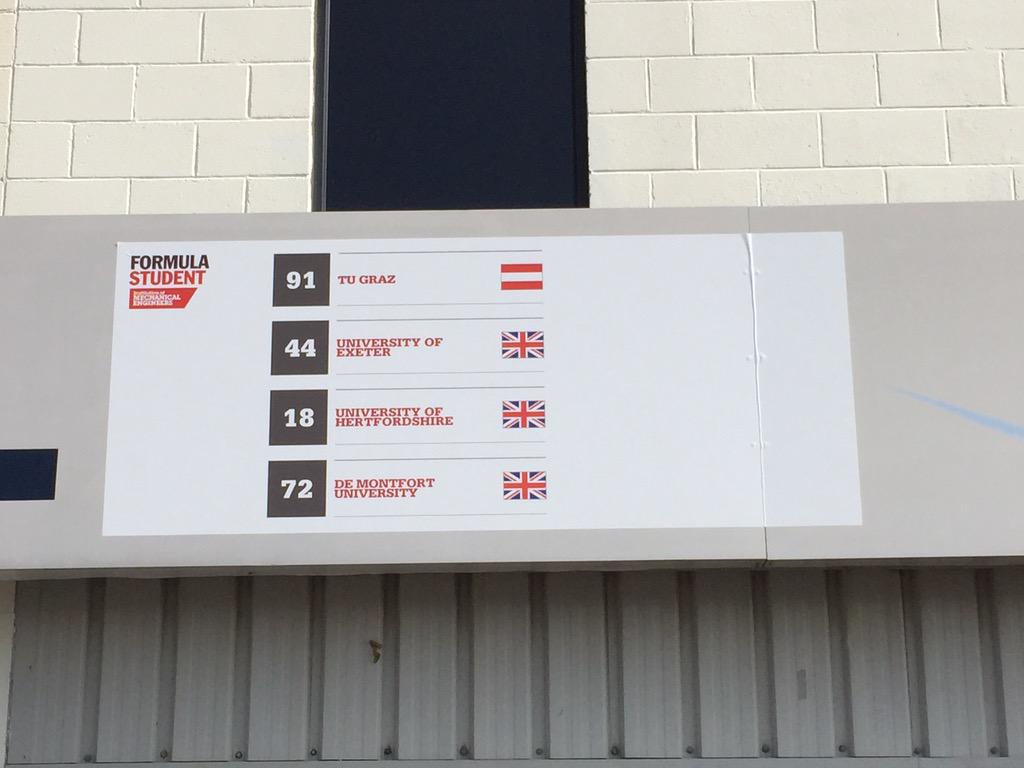 FORMULA
STUDENT
Institution of
MECHANICAL
ENGINEERS
91 TU GRAZ
44 UNIVERSITY OF
EXETER
18 UNIVERSITY OF
HERTFORDSHIRE
72 DE MONTFORT
UNIVERSITY